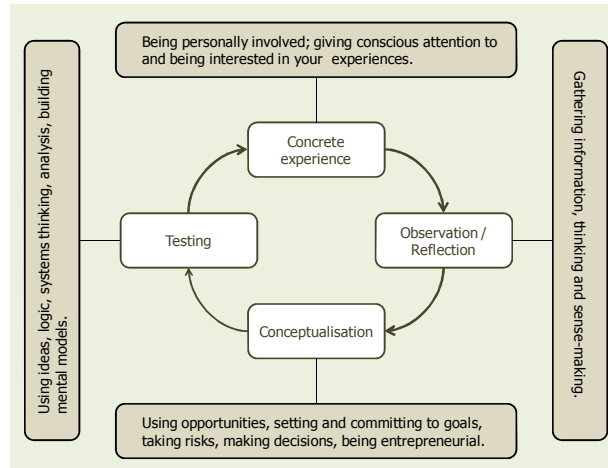 Being personally involved; giving conscious attention to
and being interested in your experiences.
Concrete
experience
Observation /
Reflection
Gathering information, thinking and sense-making.
Conceptualisation
Using opportunities, setting and committing to goals,
taking risks, making decisions, being entrepreneurial.
Testing
Using ideas, logic, systems thinking, analysis, building
mental models.